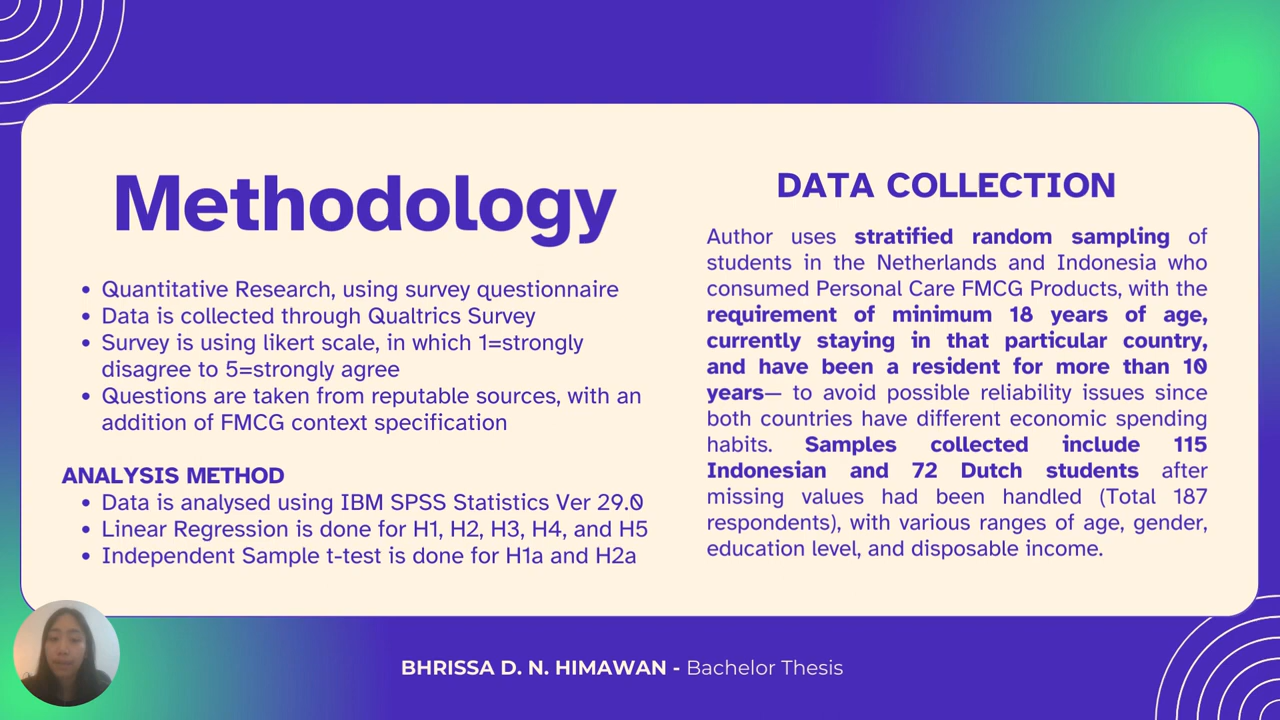 Methodology
Quantitative Research, using survey questionnaire
Data is collected through Qualtrics Survey
Survey is using likert scale, in which 1=strongly
disagree to 5=strongly agree
Questions are taken from reputable sources, with an
addition of FMCG context specification
ANALYSIS METHOD
Data is analysed using IBM SPSS Statistics Ver 29.0
Linear Regression is done for H1, H2, H3, H4, and H5
Independent Sample t-test is done for H1a and H2a
DATA COLLECTION
Author uses stratified random sampling of
students in the Netherlands and Indonesia who
consumed Personal Care FMCG Products, with the
requirement of minimum 18 years of age,
currently staying in that particular country,
and have been a resident for more than 10
years— to avoid possible reliability issues since
both countries have different economic spending
habits. Samples collected include 115
Indonesian and 72 Dutch students after
missing values had been handled (Total 187
respondents), with various ranges of age, gender,
education level, and disposable income.
BHRISSA D. N. HIMAWAN - Bachelor Thesis